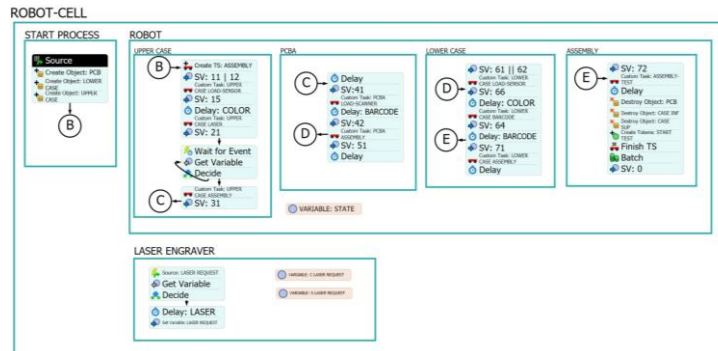 ROBOT-CELL
START PROCESS
Source
Create Object: PCB
Create Object: LOWER
CASE
Create Object: UPPER
CASE
B
ROBOT
UPPER CASE
B
Create TS: ASSEMBLY
SV: 11 | 12
Custom Task: UPPER
CASE LOAD-SENSOR
SV: 15
Delay: COLOR
Custom Task: UPPER
CASE LASER
SV: 21
Wait for Event
Get Variable
Decide
Custom Task: UPPER
CASE ASSEMBLY
C
SV: 31
PCBA
C
Delay
SV:41
Custom Task: PCBA
LOAD-SCANNER
Delay: BARCODE
SV:42
D
Custom Task: PCBA
ASSEMBLY
SV: 51
Delay
VARIABLE: STATE
LOWER CASE
SV: 61 || 62
D
Custom Task: LOWER
CASE LOAD-SENSOR
SV: 66
Delay: COLOR
Custom Task: LOWER
CASE BARCODE
SV: 64
E
Delay: BARCODE
SV: 71
Custom Task: LOWER
CASE ASSEMBLY
Delay
ASSEMBLY
E
SV: 72
Custom Task: ASSEMBLY-
TEST
Delay
Destroy Object: PCB
Destroy Object: CASE INF
Destroy Object: CASE
SUP
Create Tokens: START
TEST
Finish TS
Batch
SV: 0
LASER ENGRAVER
Source: LASER REQUEST
Get Variable
Decide
Delay: LASER
Set Variable: LASER REQUEST
VARIABLE: C LASER REQUEST
VARIABLE: S LASER REQUEST